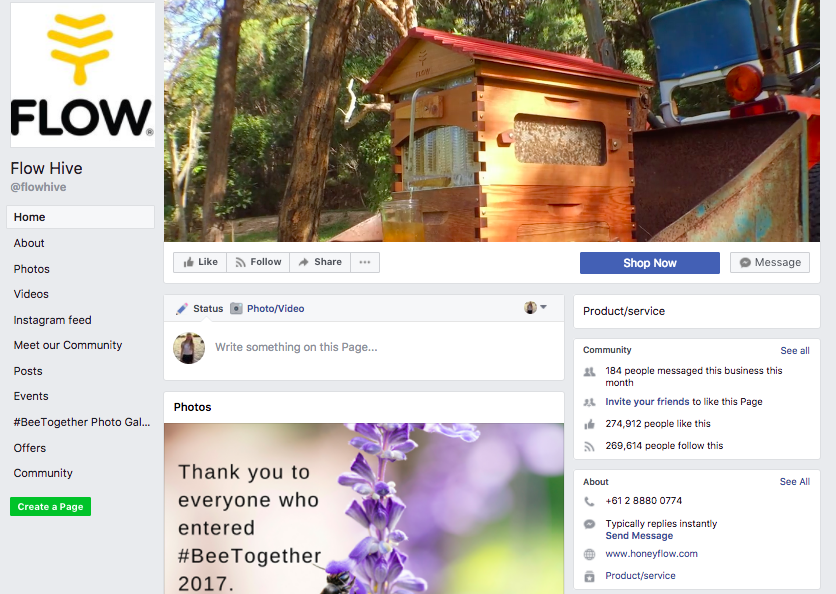 FLOW®
Flow Hive
@flowhive
Home
About
Photos
Videos
Instagram feed
Meet our Community
Posts
Events
#BeeTogether Photo Gal...
Offers
Community
Create a Page
FLOW
Like Follow Share ...
Shop Now
Message
Status Photo/Video
Write something on this Page...
Photos
Thank you to
everyone who
entered
#BeeTogether
2017.
Product/service
Community See all
184 people messaged this business this
month
Invite your friends to like this Page
274,912 people like this
269,614 people follow this
About See All
+61 2 8880 0774
Typically replies instantly
Send Message
www.honeyflow.com
Product/service